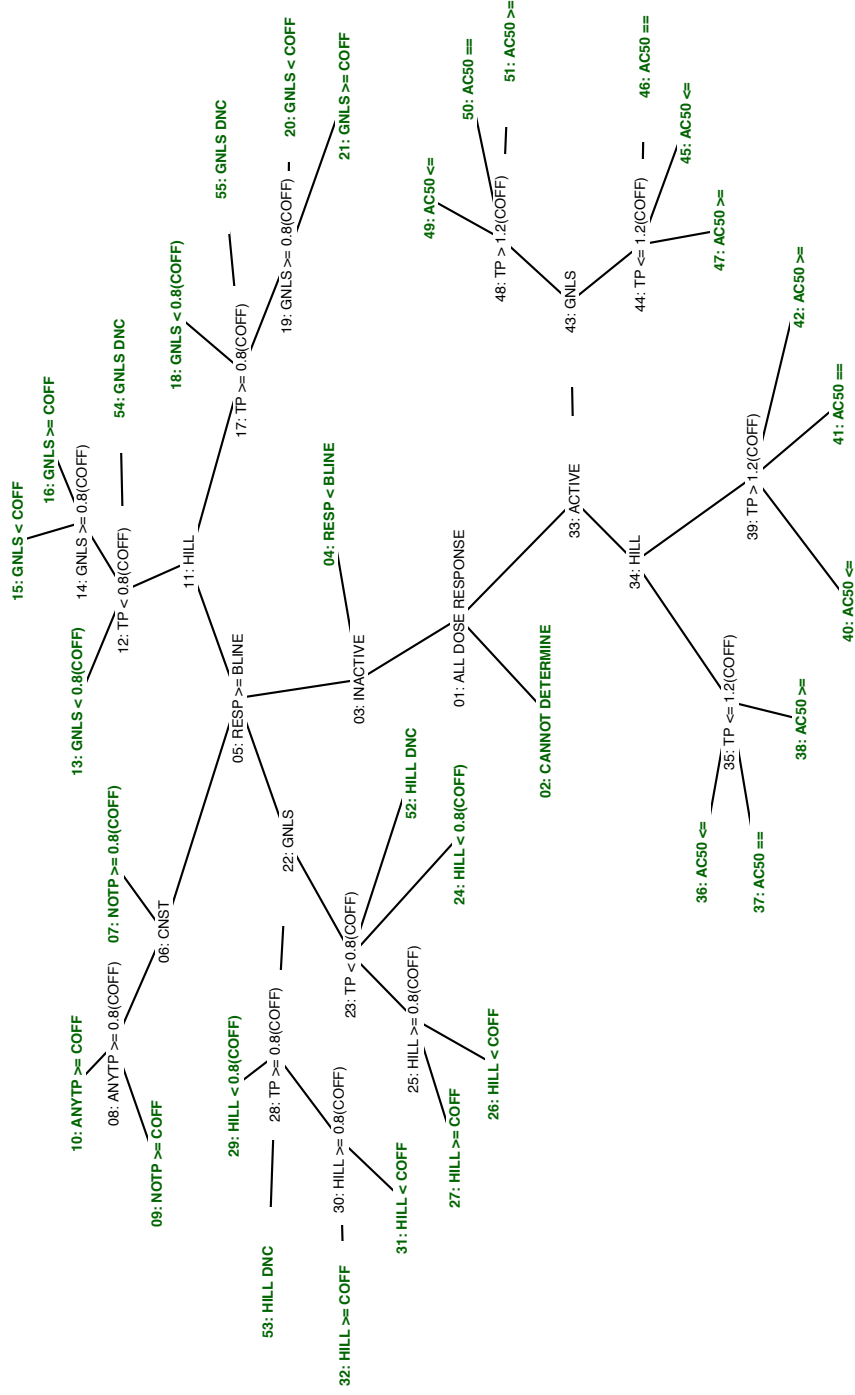 01: ALL DOSE RESPONSE
02: CANNOT DETERMINE
03: INACTIVE
04: RESP < BLINE
05: RESP >= BLINE
06: CNST
07: NOTP >= 0.8(COFF)
08: ANYTP >= 0.8(COFF)
09: NOTP >= COFF
10: ANYTP >= COFF
11: HILL
12: TP < 0.8(COFF)
13: GNLS < 0.8(COFF)
14: GNLS >= 0.8(COFF)
15: GNLS < COFF
16: GNLS >= COFF
17: TP >= 0.8(COFF)
18: GNLS < 0.8(COFF)
19: GNLS >= 0.8(COFF)
20: GNLS < COFF
21: GNLS >= COFF
22: GNLS
23: TP < 0.8(COFF)
24: HILL < 0.8(COFF)
25: HILL >= 0.8(COFF)
26: HILL < COFF
27: HILL >= COFF
28: TP >= 0.8(COFF)
29: HILL < 0.8(COFF)
30: HILL >= 0.8(COFF)
31: HILL < COFF
32: HILL >= COFF
33: ACTIVE
34: HILL
35: TP <= 1.2(COFF)
36: AC50 <=
37: AC50 ==
38: AC50 >=
39: TP > 1.2(COFF)
40: AC50 <=
41: AC50 ==
42: AC50 >=
43: GNLS
44: TP <= 1.2(COFF)
45: AC50 <=
46: AC50 ==
47: AC50 >=
48: TP > 1.2(COFF)
49: AC50 <=
50: AC50 ==
51: AC50 >=
52: HILL DNC
53: HILL DNC
54: GNLS DNC
55: GNLS DNC